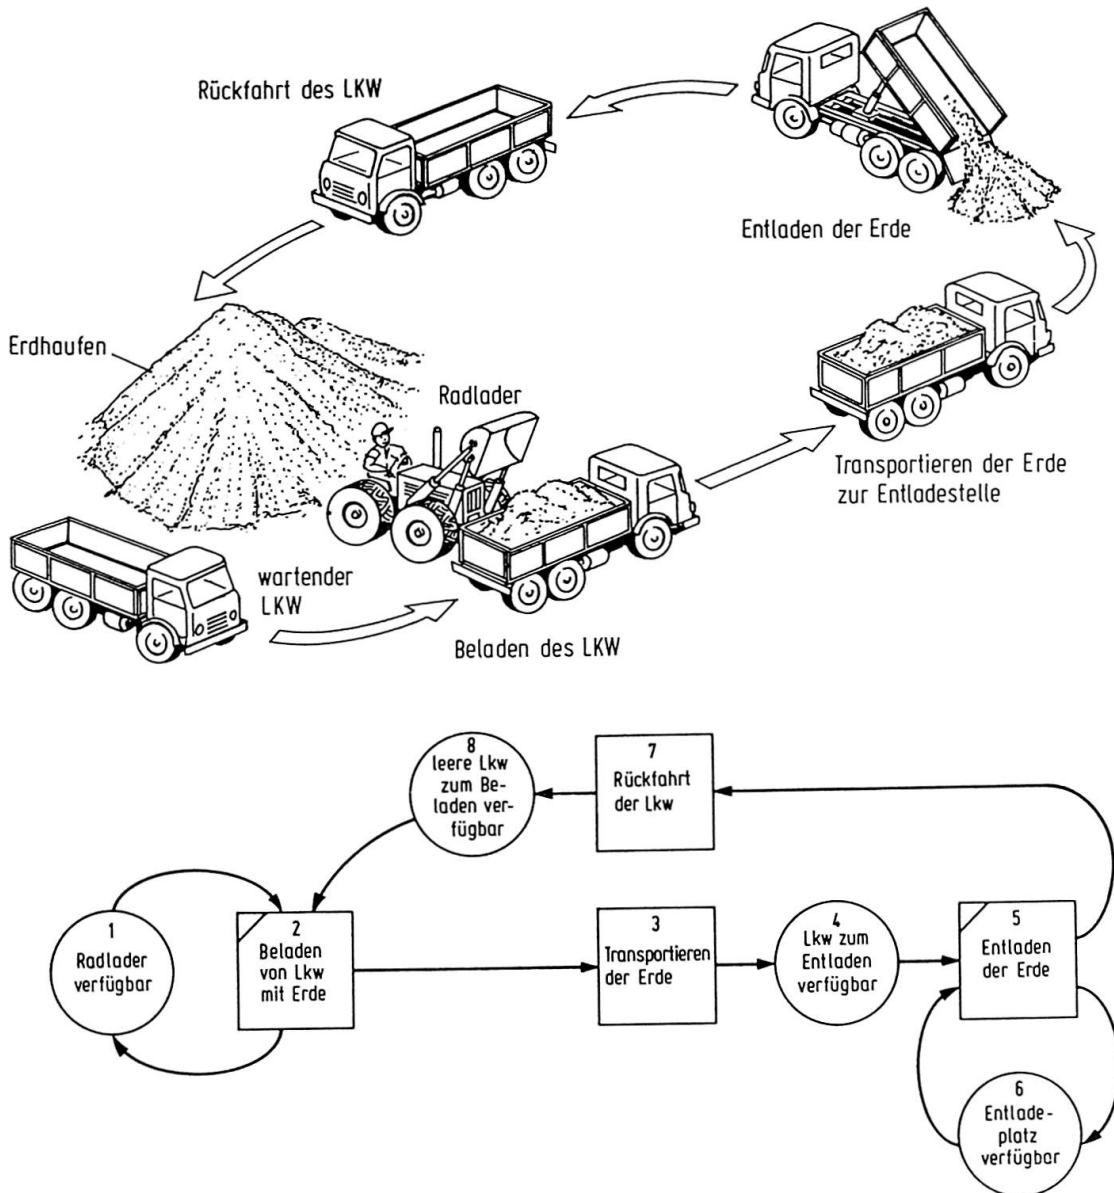 Rückfahrt des LKW
Entladen der Erde
Erdhaufen
Radlader
Transportieren der Erde
zur Entladestelle
wartender
LKW
Beladen des LKW
8
leere Lkw
zum Be-
laden ver-
fügbar
7
Rückfahrt
der Lkw
1
Radlader
verfügbar
2
Beladen
von Lkw
mit Erde
3
Transportieren
der Erde
4
Lkw zum
Entladen
verfügbar
5
Entladen
der Erde
6
Entlade-
platz
verfügbar